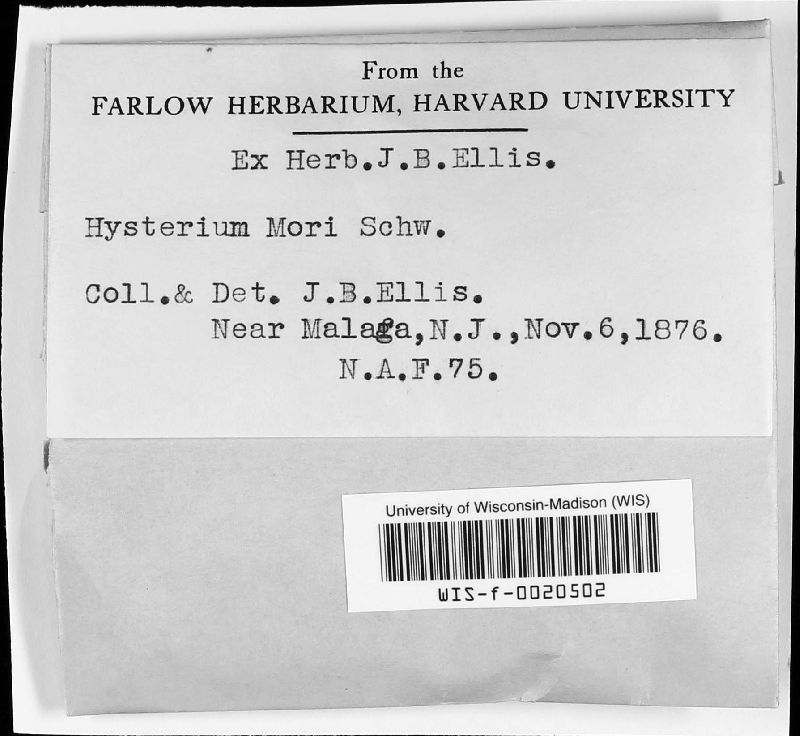 From the
FARLOW HERBARIUM, HARVARD UNIVERSITY
Ex Herb.J.B.Ellis.
Hysterium Mori Schw.
Coll.& Det. J.B.Ellis.
Near Malaga,N.J.,Nov.6,1876.
N.A.F.75.
University of Wisconsin-Madison (WIS)
WIS-f-0020502